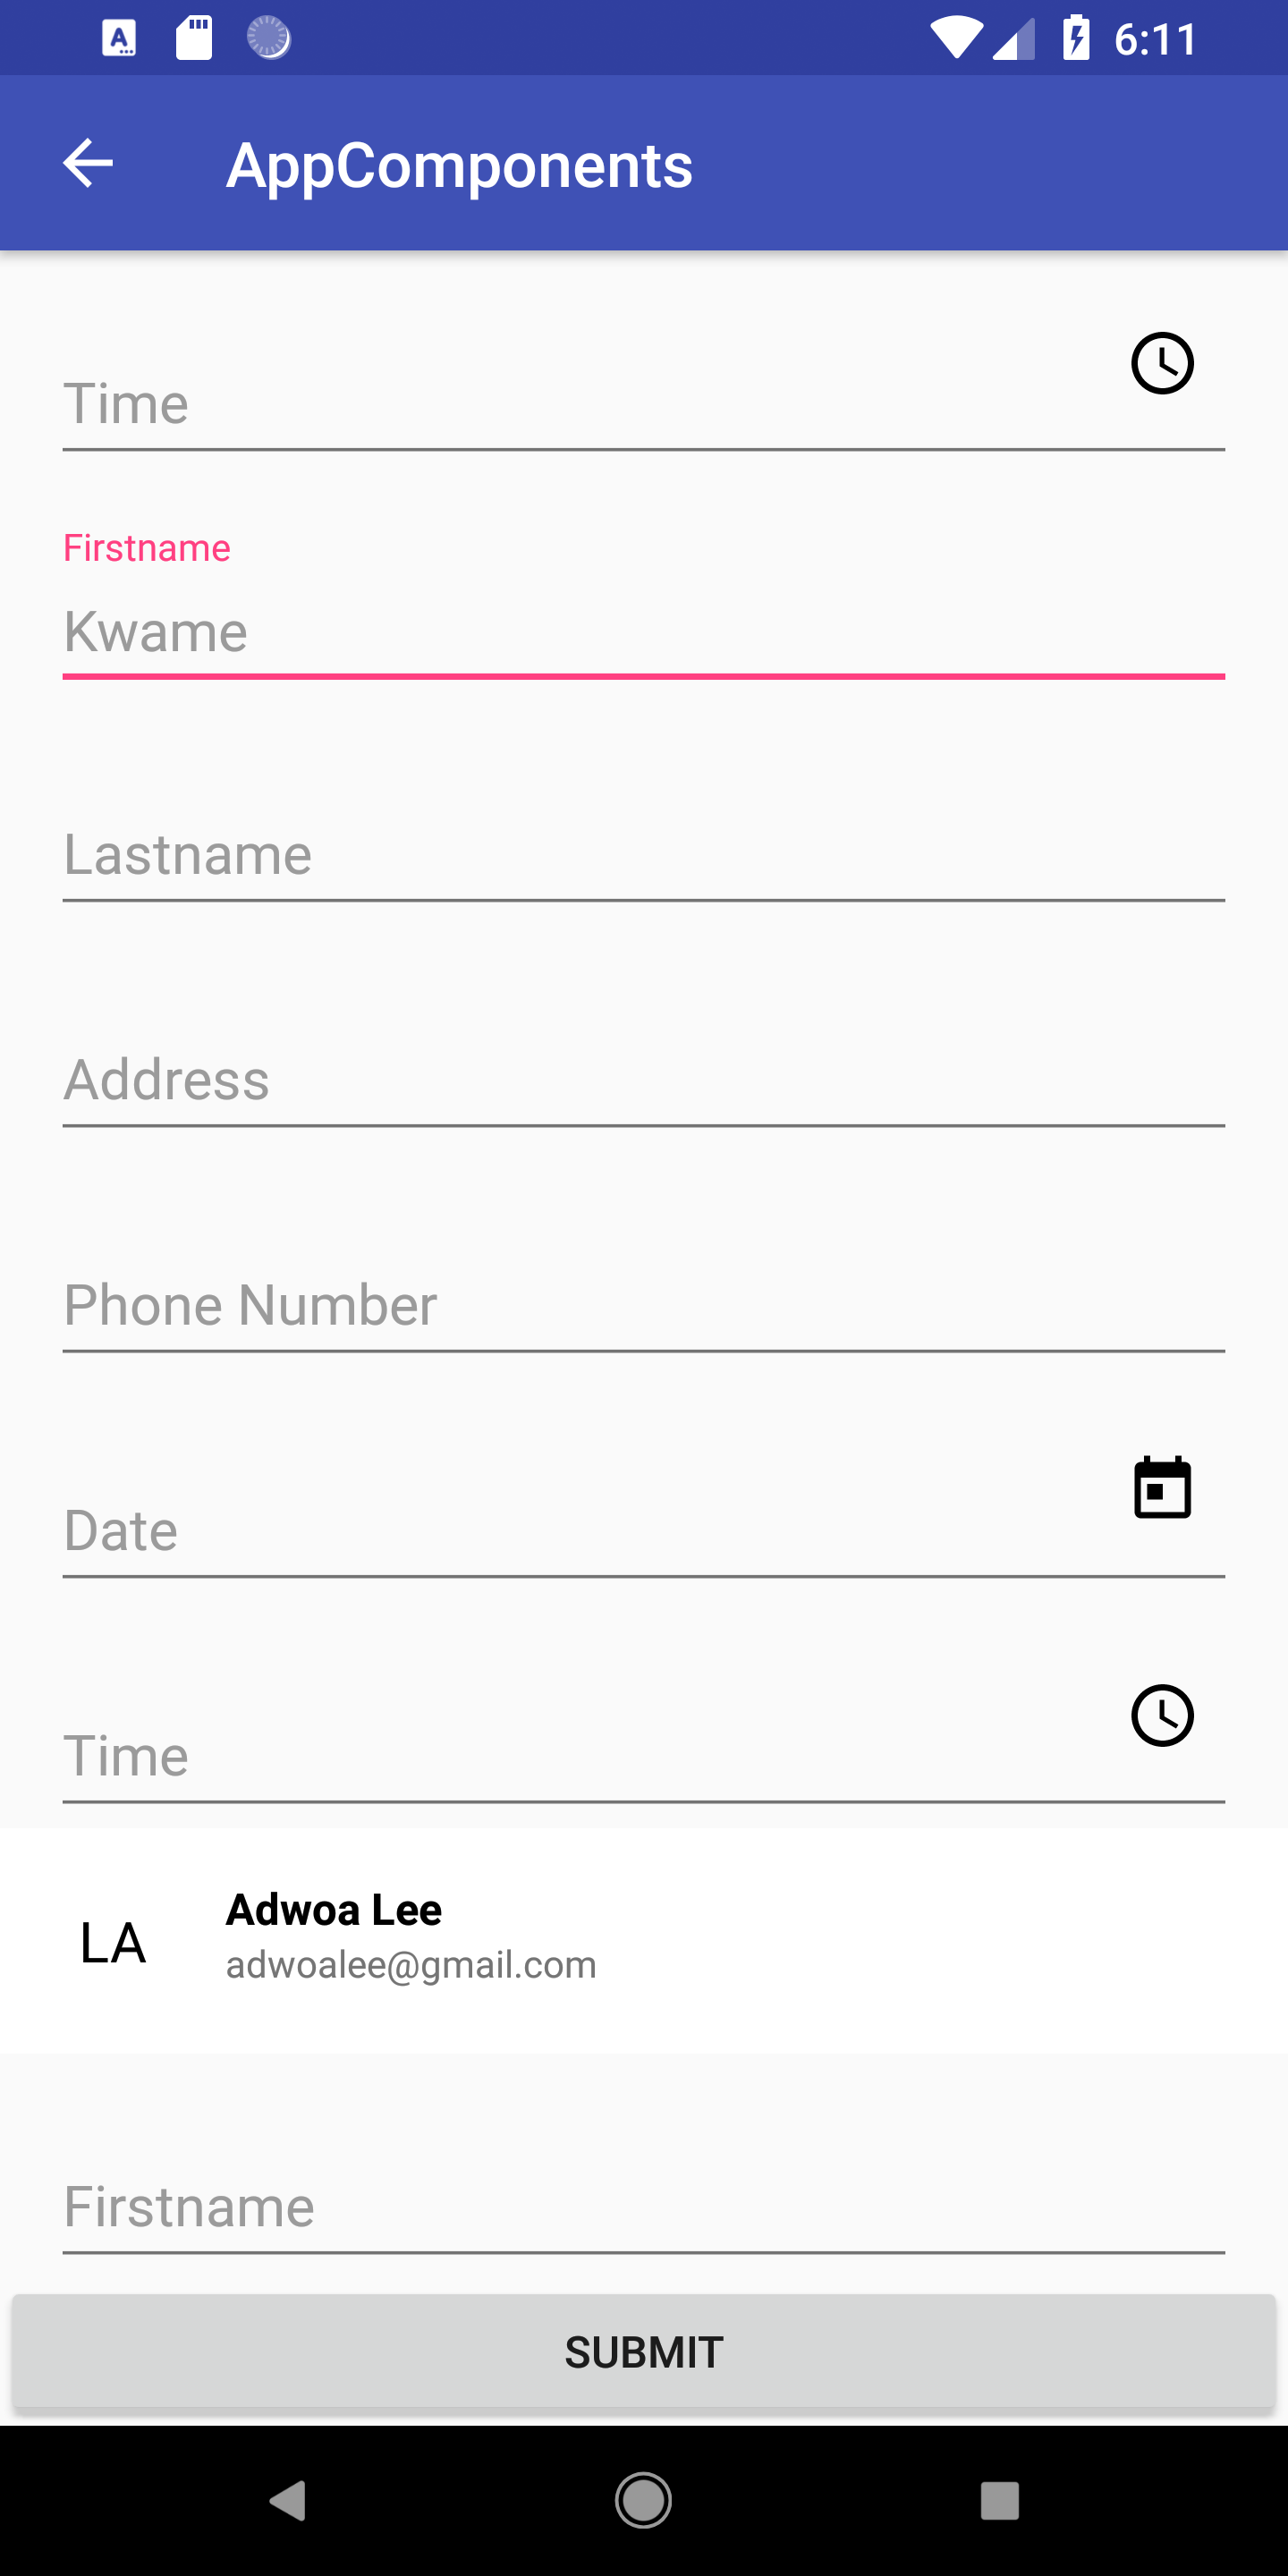 6:11
AppComponents
Time
Firstname
Kwame
Lastname
Address
Phone Number
Date
Time
LA
Adwoa Lee
adwoalee@gmail.com
Firstname
SUBMIT